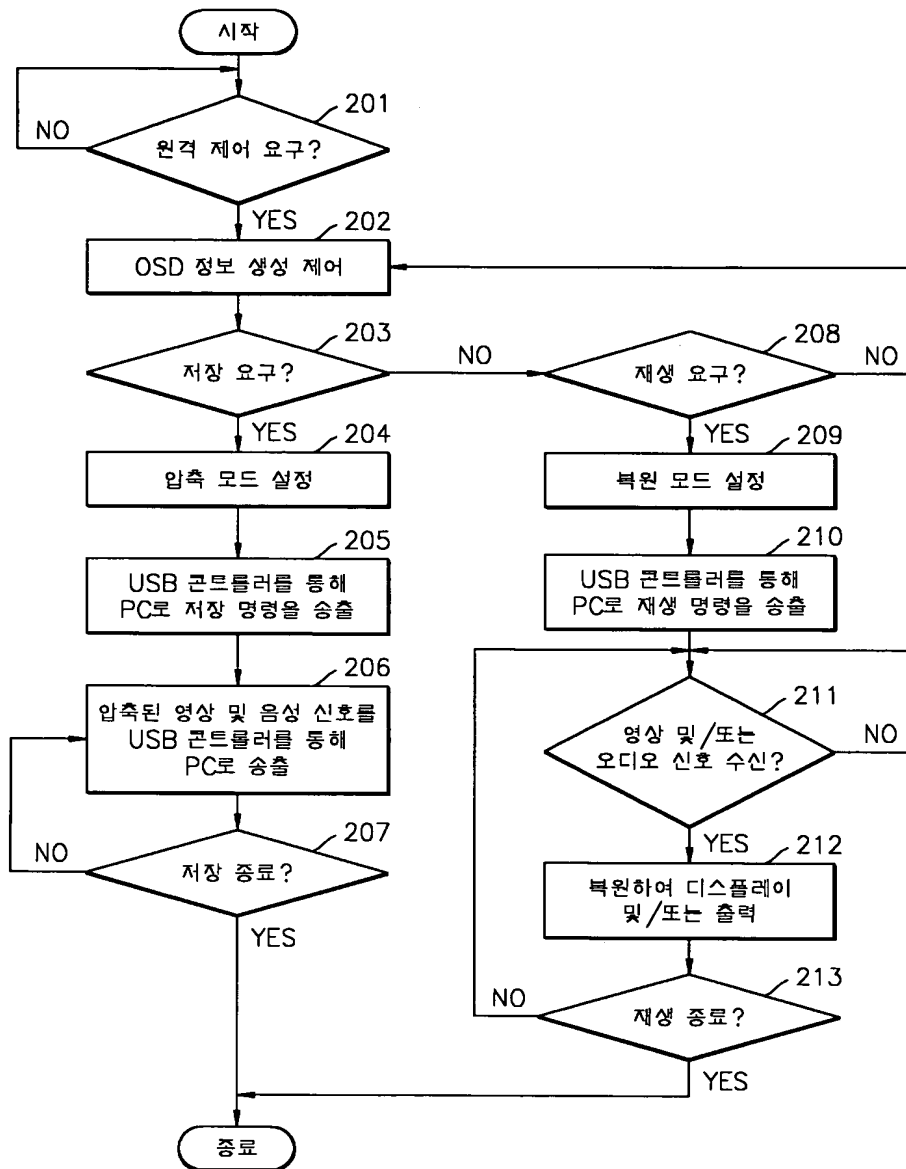 시작
201
NO
원격 제어 요구?
YES
202
OSD 정보 생성 제어
203
저장 요구?
NO
208
재생 요구?
NO
YES
204
압축 모드 설정
YES
209
복원 모드 설정
205
USB 콘트롤러를 통해
PC로 저장 명령을 송출
210
USB 콘트롤러를 통해
PC로 재생 명령을 송출
206
압축된 영상 및 음성 신호를
USB 콘트롤러를 통해
PC로 송출
211
영상 및/또는
오디오 신호 수신?
NO
207
NO
저장 종료?
YES
YES
212
복원하여 디스플레이
및/또는 출력
213
NO
재생 종료?
YES
종료